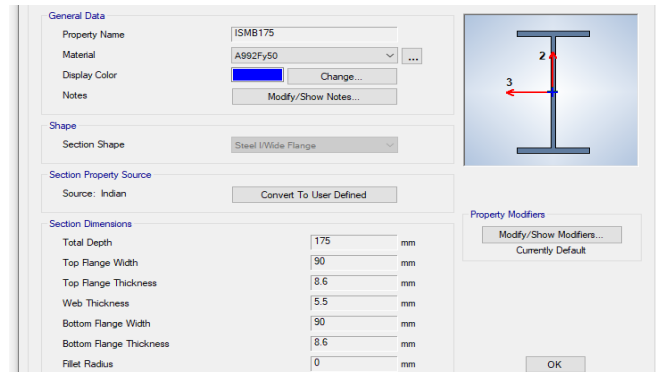 General Data
Property Name ISMB175
Material A992Fy50 ...
Display Color Change...
Notes Modify/Show Notes...
2
3
Shape
Section Shape Steel I/Wide Flange
Section Property Source
Source: Indian Convert To User Defined
Property Modifiers
Modify/Show Modifiers...
Currently Default
Section Dimensions
Total Depth 175 mm
Top Flange Width 90 mm
Top Flange Thickness 8.6 mm
Web Thickness 5.5 mm
Bottom Flange Width 90 mm
Bottom Flange Thickness 8.6 mm
Fillet Radius 0 mm
OK